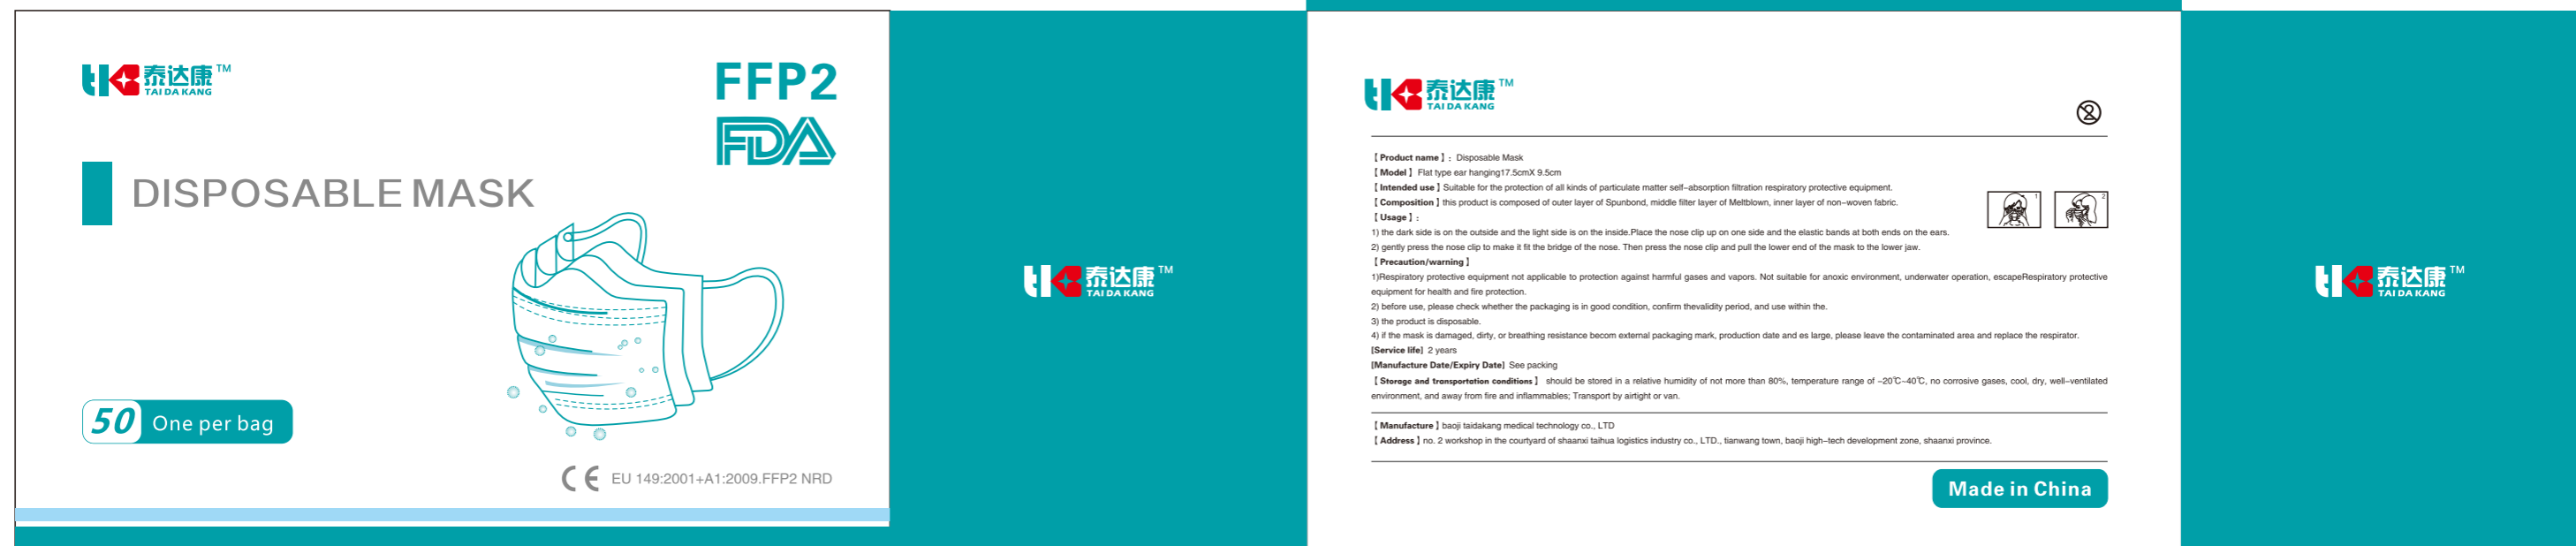 泰达康 TM
TAI DA KANG
FFP2
FDA
DISPOSABLE MASK
50 One per bag
CE EU 149:2001+A1:2009.FFP2 NRD
泰达康 TM
TAI DA KANG
泰达康 TM
TAI DA KANG
2
【 Product name 】 : Disposable Mask
【 Model 】 Flat type ear hanging17.5cmX 9.5cm
【 Intended use 】 Suitable for the protection of all kinds of particulate matter self-absorption filtration respiratory protective equipment.
【 Composition 】 this product is composed of outer layer of Spunbond, middle filter layer of Meltblown, inner layer of non-woven fabric.
【 Usage 】 :
1) the dark side is on the outside and the light side is on the inside.Place the nose clip up on one side and the elastic bands at both ends on the ears.
2) gently press the nose clip to make it fit the bridge of the nose. Then press the nose clip and pull the lower end of the mask to the lower jaw.
1
2
【 Precaution/warning 】
1)Respiratory protective equipment not applicable to protection against harmful gases and vapors. Not suitable for anoxic environment, underwater operation, escapeRespiratory protective
equipment for health and fire protection.
2) before use, please check whether the packaging is in good condition, confirm thevalidity period, and use within the.
3) the product is disposable.
4) if the mask is damaged, dirty, or breathing resistance becom external packaging mark, production date and es large, please leave the contaminated area and replace the respirator.
[Service life] 2 years
[Manufacture Date/Expiry Date] See packing
【 Storage and transportation conditions 】 should be stored in a relative humidity of not more than 80%, temperature range of -20℃~40℃, no corrosive gases, cool, dry, well-ventilated
environment, and away from fire and inflammables; Transport by airtight or van.
【 Manufacture 】 baoji taidakang medical technology co., LTD
【 Address 】 no. 2 workshop in the courtyard of shaanxi taihua logistics industry co., LTD., tianwang town, baoji high-tech development zone, shaanxi province.
Made in China
泰达康 TM
TAI DA KANG